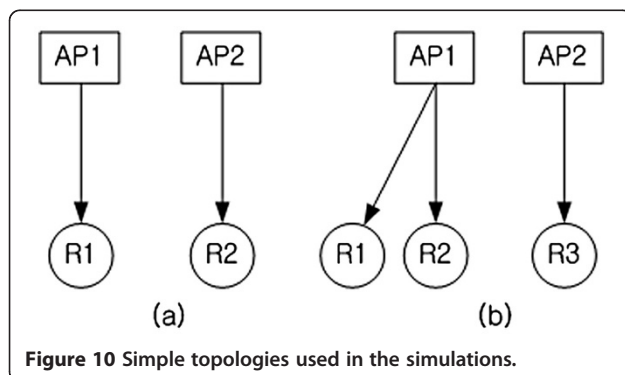 AP1 AP2 AP1 AP2
R1 R2 R1 R2 R3
(a) (b)
Figure 10 Simple topologies used in the simulations.